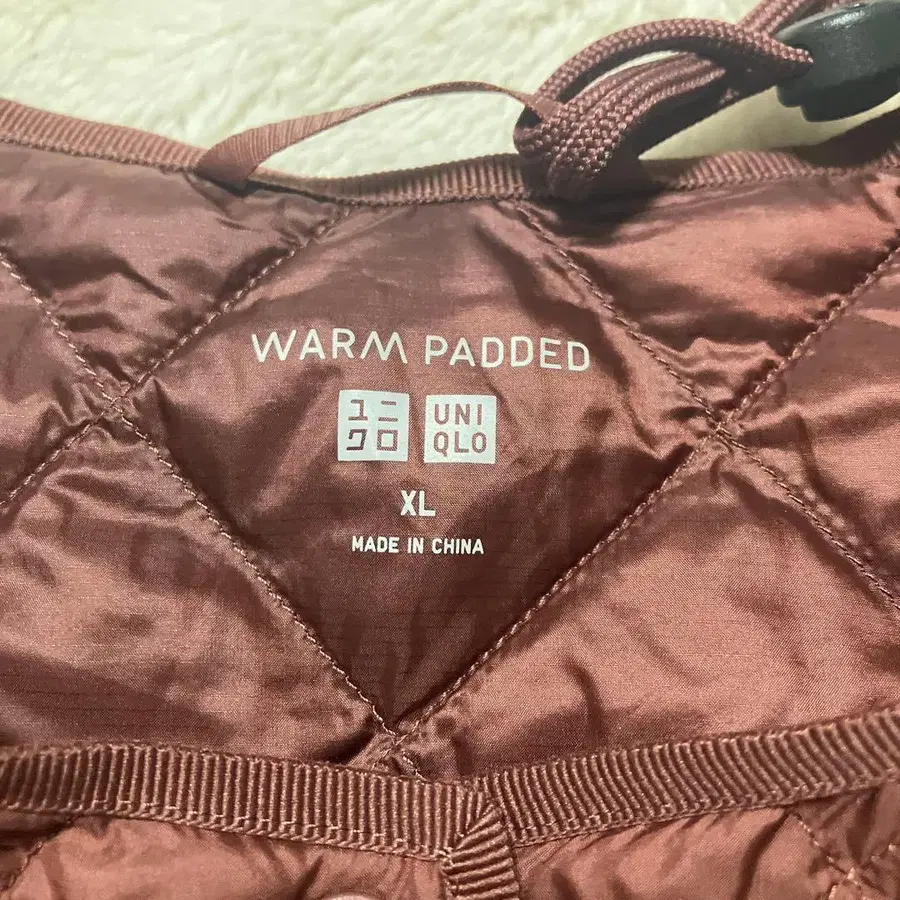 WARM PADDED
ユニ UNI
クロ QLO
XL
MADE IN CHINA